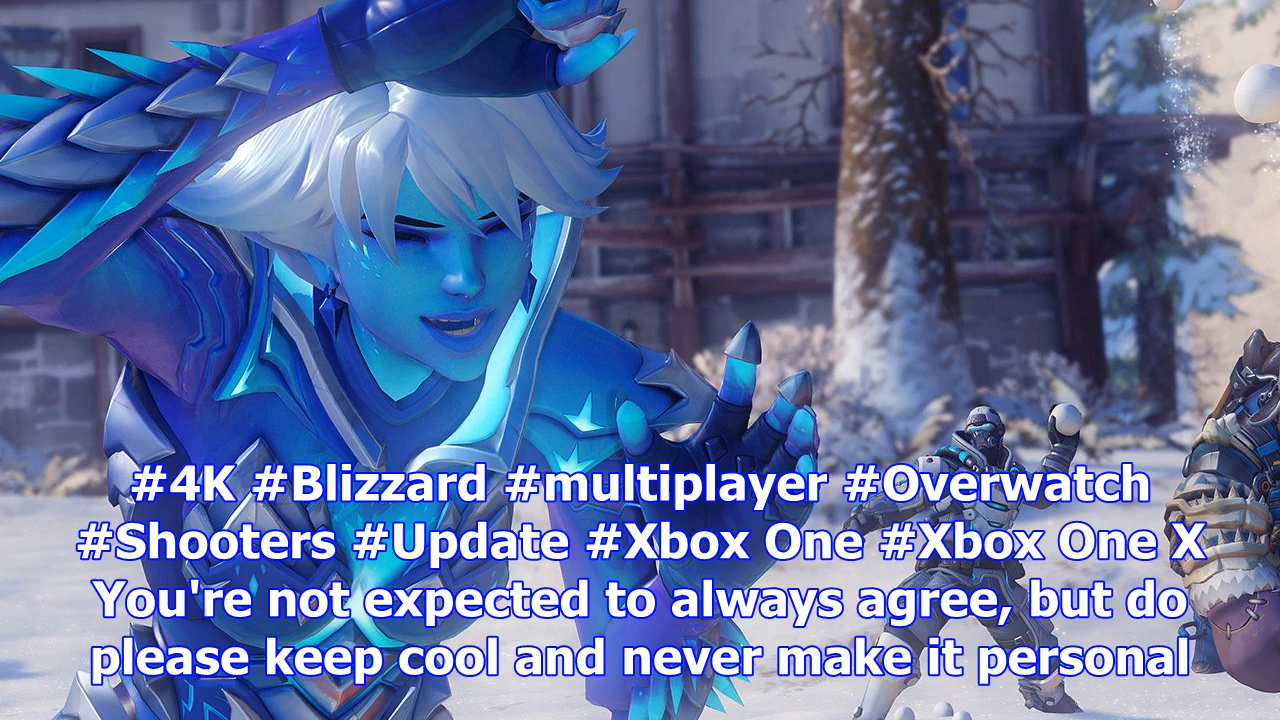 #4K #Blizzard #multiplayer #Overwatch
#Shooters #Update #Xbox One #Xbox One X
You're not expected to always agree, but do
please keep cool and never make it personal